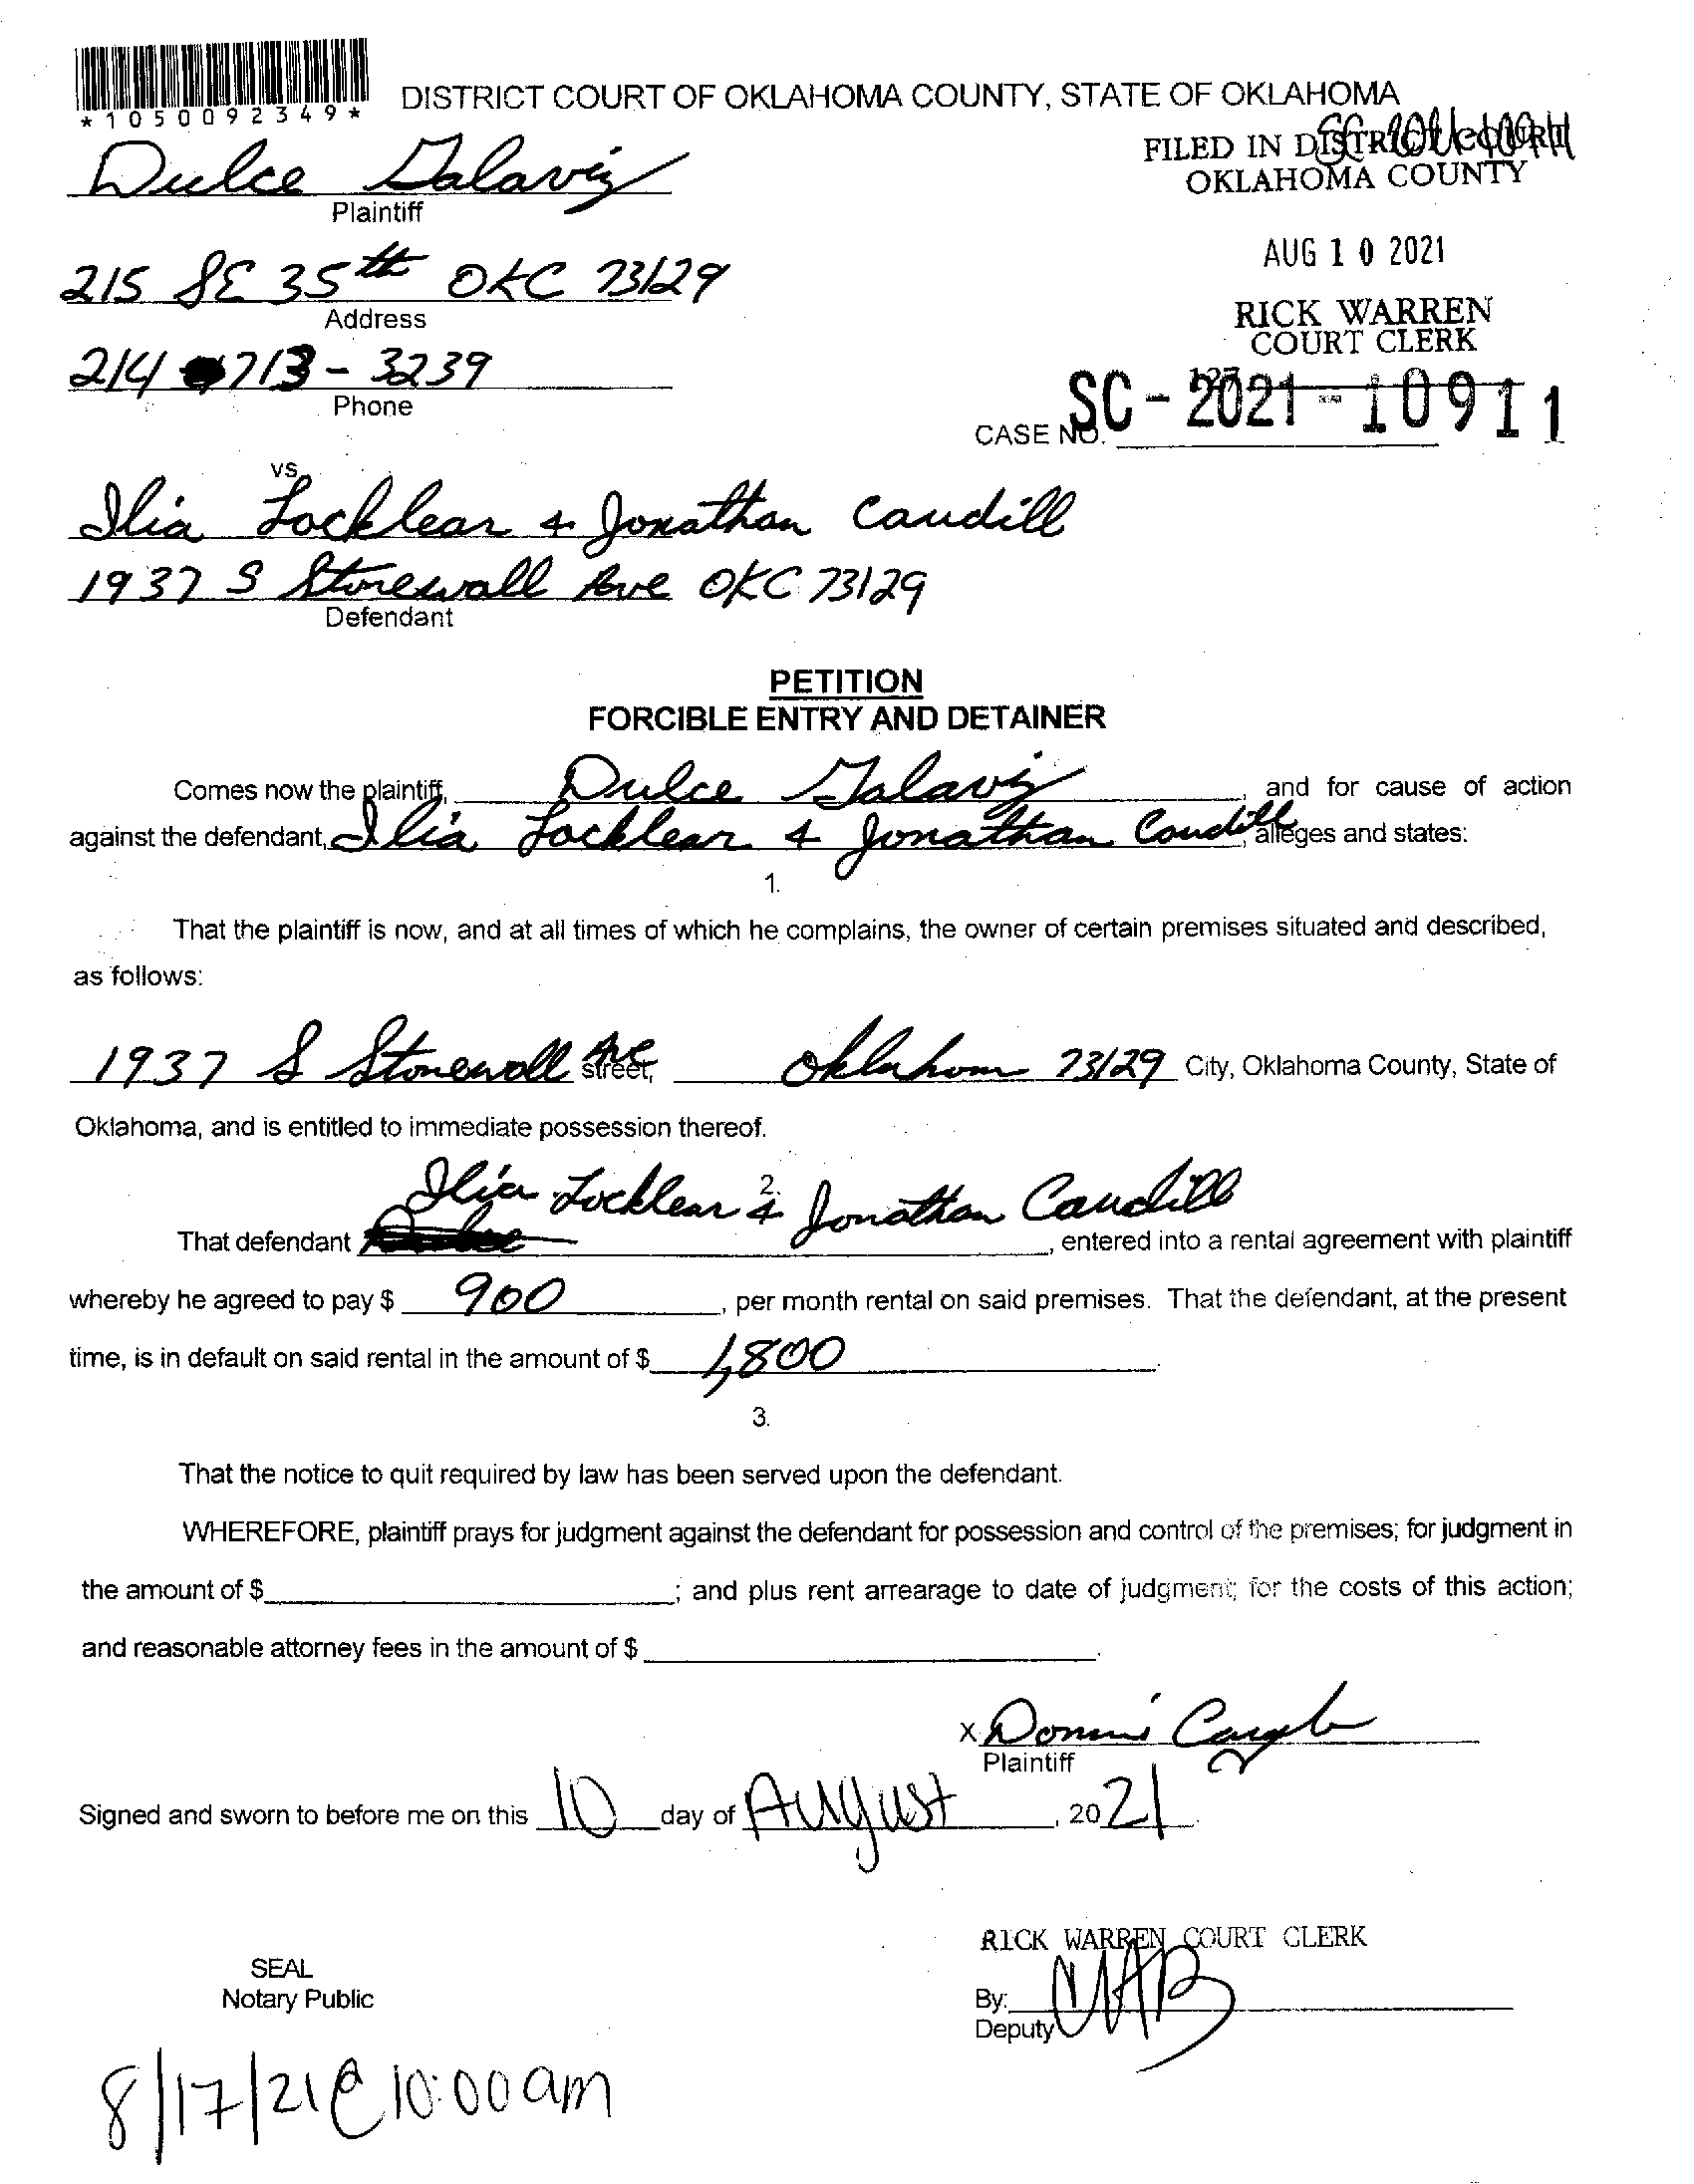 *1050092349*
DISTRICT COURT OF OKLAHOMA COUNTY, STATE OF OKLAHOMA
FILED IN DISTRICT COURT
OKLAHOMA COUNTY
Dulce Galaviz
Plaintiff
AUG 10 2021
215 SE 35th OKC 73129
Address
RICK WARREN
COURT CLERK
214 713-3239
Phone
CASE NO. SC-2021-10911
vs.
Ilia Locklear & Jonathan Caudill
1937 S Stonewall Ave OKC 73129
Defendant
PETITION
FORCIBLE ENTRY AND DETAINER
Comes now the plaintiff, Dulce Galaviz, and for cause of action
against the defendant, Ilia Locklear & Jonathan Caudill, alleges and states:
1.
That the plaintiff is now, and at all times of which he complains, the owner of certain premises situated and described,
as follows:
1937 S Stonewall Ave street, Oklahom 73129 City, Oklahoma County, State of
Oklahoma, and is entitled to immediate possession thereof.
2.
Ilia Locklear & Jonathan Caudill
That defendant , entered into a rental agreement with plaintiff
whereby he agreed to pay $ 900, per month rental on said premises. That the defendant, at the present
time, is in default on said rental in the amount of $ 1,800.
3.
That the notice to quit required by law has been served upon the defendant.
WHEREFORE, plaintiff prays for judgment against the defendant for possession and control of the premises; for judgment in
the amount of $ ; and plus rent arrearage to date of judgment; for the costs of this action;
and reasonable attorney fees in the amount of $ .
X
Plaintiff
Signed and sworn to before me on this 10 day of August, 2021.
RICK WARREN COURT CLERK
SEAL
Notary Public
By: MAB
Deputy
8/17/21 @ 10:00am